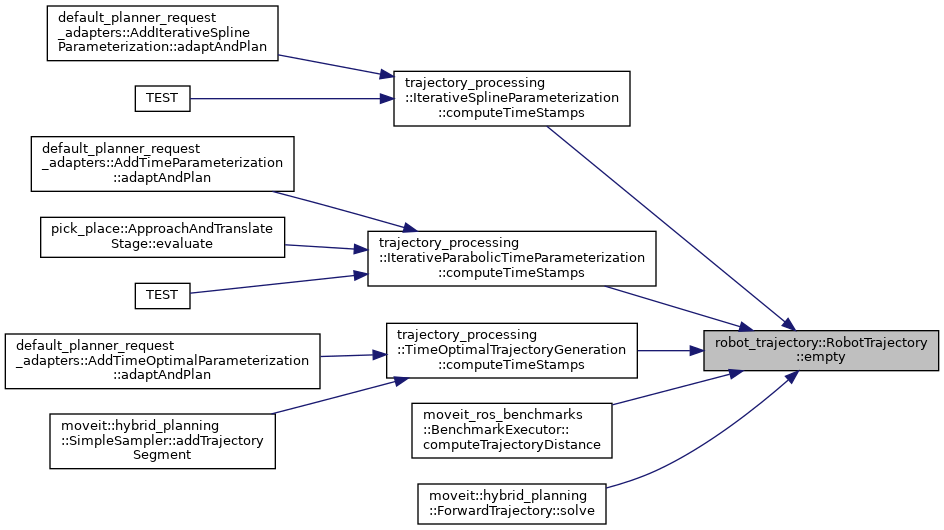 default_planner_request
_adapters::AddIterativeSpline
Parameterization::adaptAndPlan
trajectory_processing
::IterativeSplineParameterization
::computeTimeStamps
TEST
default_planner_request
_adapters::AddTimeParameterization
::adaptAndPlan
pick_place::ApproachAndTranslate
Stage::evaluate
trajectory_processing
::IterativeParabolicTimeParameterization
::computeTimeStamps
TEST
default_planner_request
_adapters::AddTimeOptimalParameterization
::adaptAndPlan
trajectory_processing
::TimeOptimalTrajectoryGeneration
::computeTimeStamps
robot_trajectory::RobotTrajectory
::empty
moveit::hybrid_planning
::SimpleSampler::addTrajectory
Segment
moveit_ros_benchmarks
::BenchmarkExecutor::
computeTrajectoryDistance
moveit::hybrid_planning
::ForwardTrajectory::solve